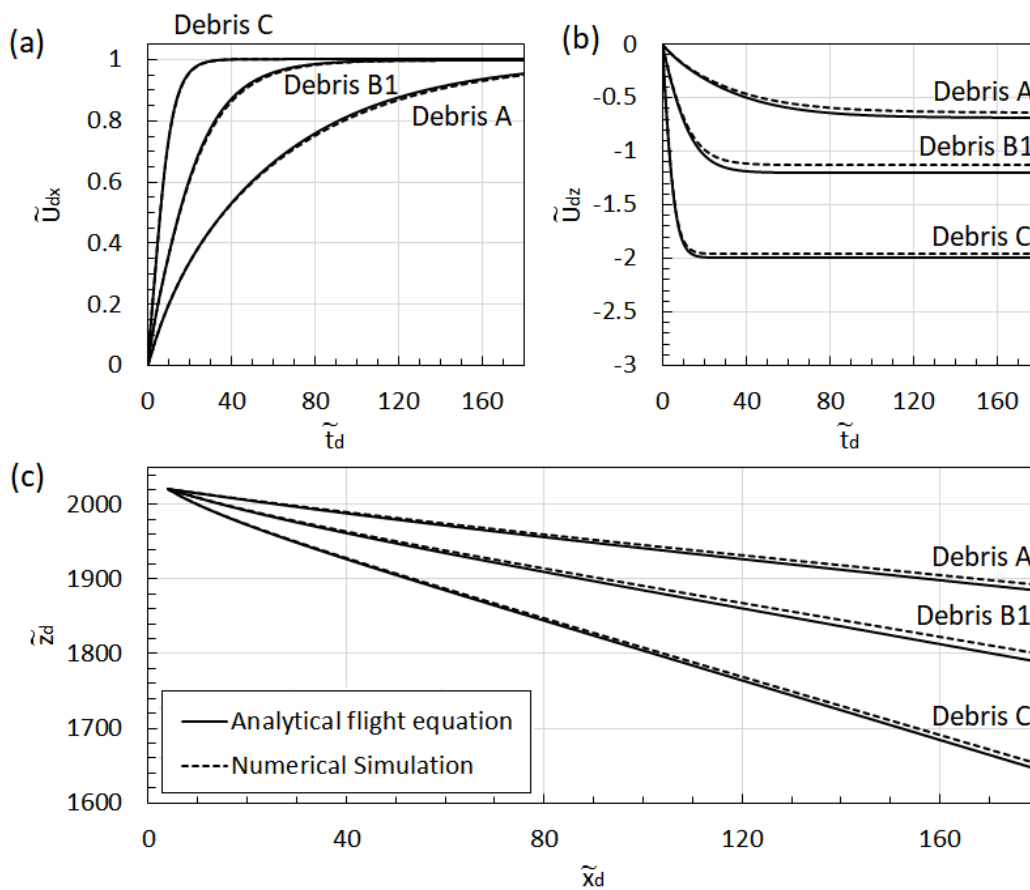 (a)
Debris C
1
0.8
0.6
0.4
0.2
0
Ũdx
Debris B1
Debris A
0 40 80 120 160
t̃d
(b)
0
-0.5
-1
-1.5
-2
-2.5
-3
Ũdz
Debris A
Debris B1
Debris C
0 40 80 120 160
t̃d
(c)
2000
1900
1800
1700
1600
z̃d
Debris A
Debris B1
Debris C
Analytical flight equation
Numerical Simulation
0 40 80 120 160
x̃d